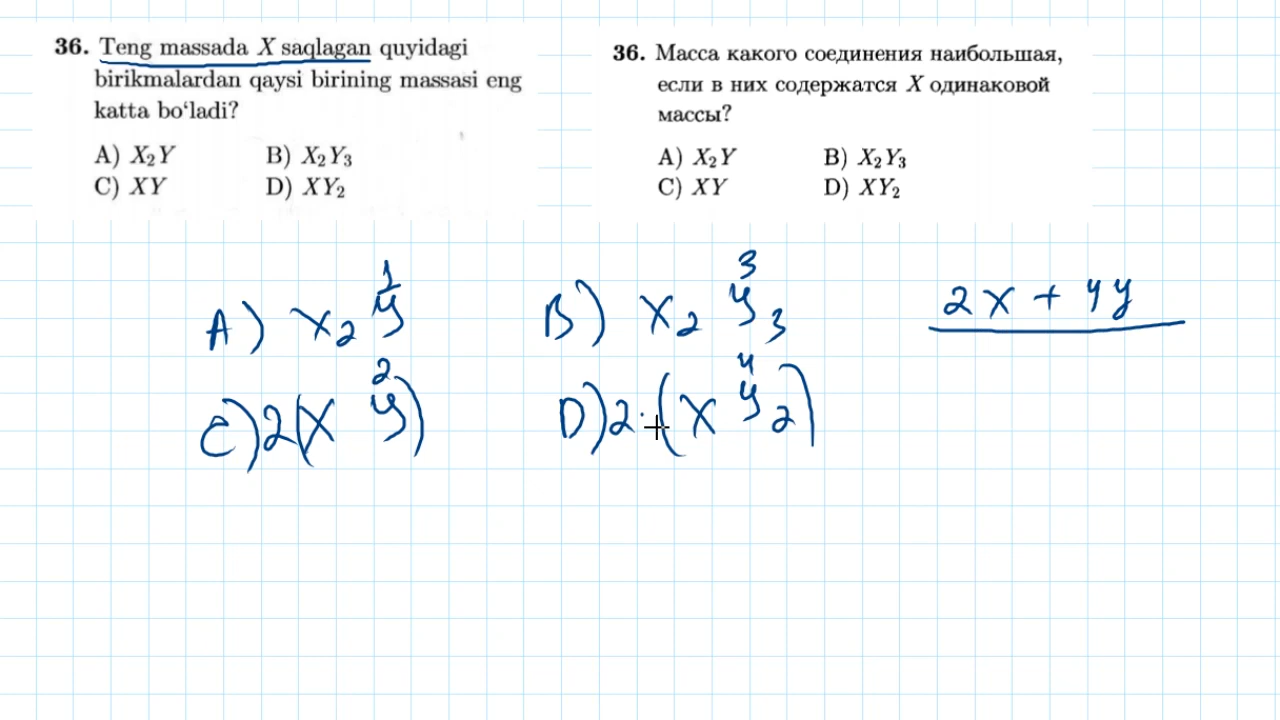 36. Teng massada X saqlagan quyidagi
birikmalardan qaysi birining massasi eng
katta bo‘ladi?
A) X₂Y B) X₂Y₃
C) XY D) XY₂
36. Масса какого соединения наибольшая,
если в них содержатся X одинаковой
массы?
A) X₂Y B) X₂Y₃
C) XY D) XY₂
1 3
A) X₂ y B) X₂ y₃ 2x + 4y
2 4
C) 2(X y) D) 2·(X y₂)